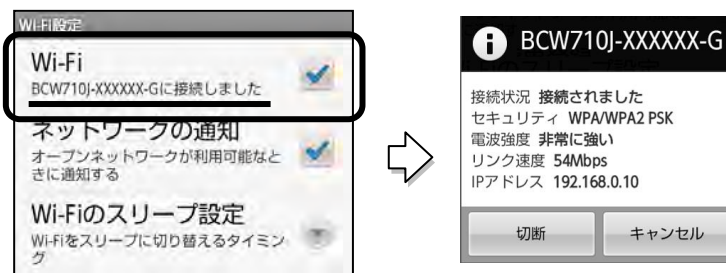 Wi-Fi設定
Wi-Fi
BCW710J-XXXXXX-Gに接続しました
ネットワークの通知
オープンネットワークが利用可能なと
きに通知する
Wi-Fiのスリープ設定
Wi-Fiをスリープに切り替えるタイミン
グ
BCW710J-XXXXXX-G
接続状況 接続されました
セキュリティ WPA/WPA2 PSK
電波強度 非常に強い
リンク速度 54Mbps
IPアドレス 192.168.0.10
切断
キャンセル